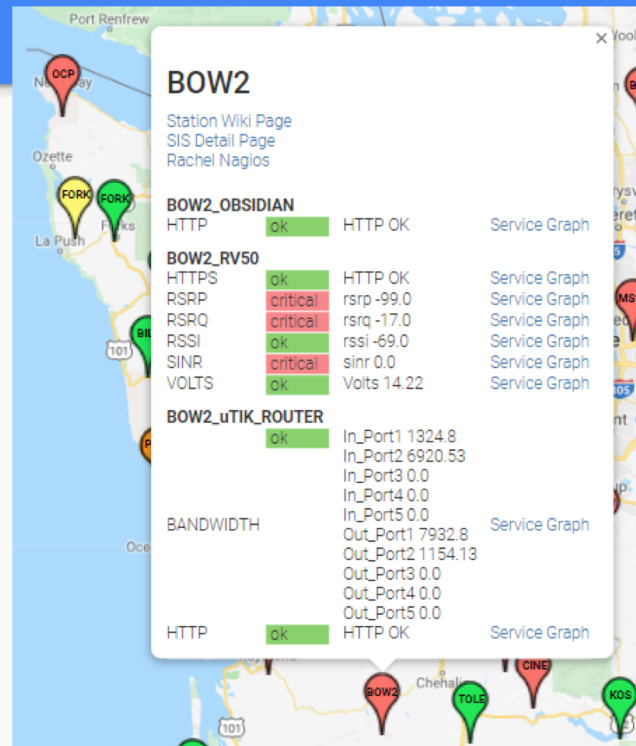 Port Renfrew
OCP
Ozette
FORK
FORK
Forks
La Push
101
BOW2
Station Wiki Page
SIS Detail Page
Rachel Nagios
BOW2_OBSIDIAN
HTTP ok HTTP OK Service Graph
BOW2_RV50
HTTPS ok HTTP OK Service Graph
RSRP critical rsrp -99.0 Service Graph
RSRQ critical rsrq -17.0 Service Graph
RSSI ok rssi -69.0 Service Graph
SINR critical sinr 0.0 Service Graph
VOLTS ok Volts 14.22 Service Graph
BOW2_uTIK_ROUTER
ok In_Port1 1324.8
In_Port2 6920.53
In_Port3 0.0
In_Port4 0.0
In_Port5 0.0
BANDWIDTH Out_Port1 7932.8 Service Graph
Out_Port2 1154.13
Out_Port3 0.0
Out_Port4 0.0
Out_Port5 0.0
HTTP ok HTTP OK Service Graph
BOW2
Chehalis
TOLE
CINE
KOS
101